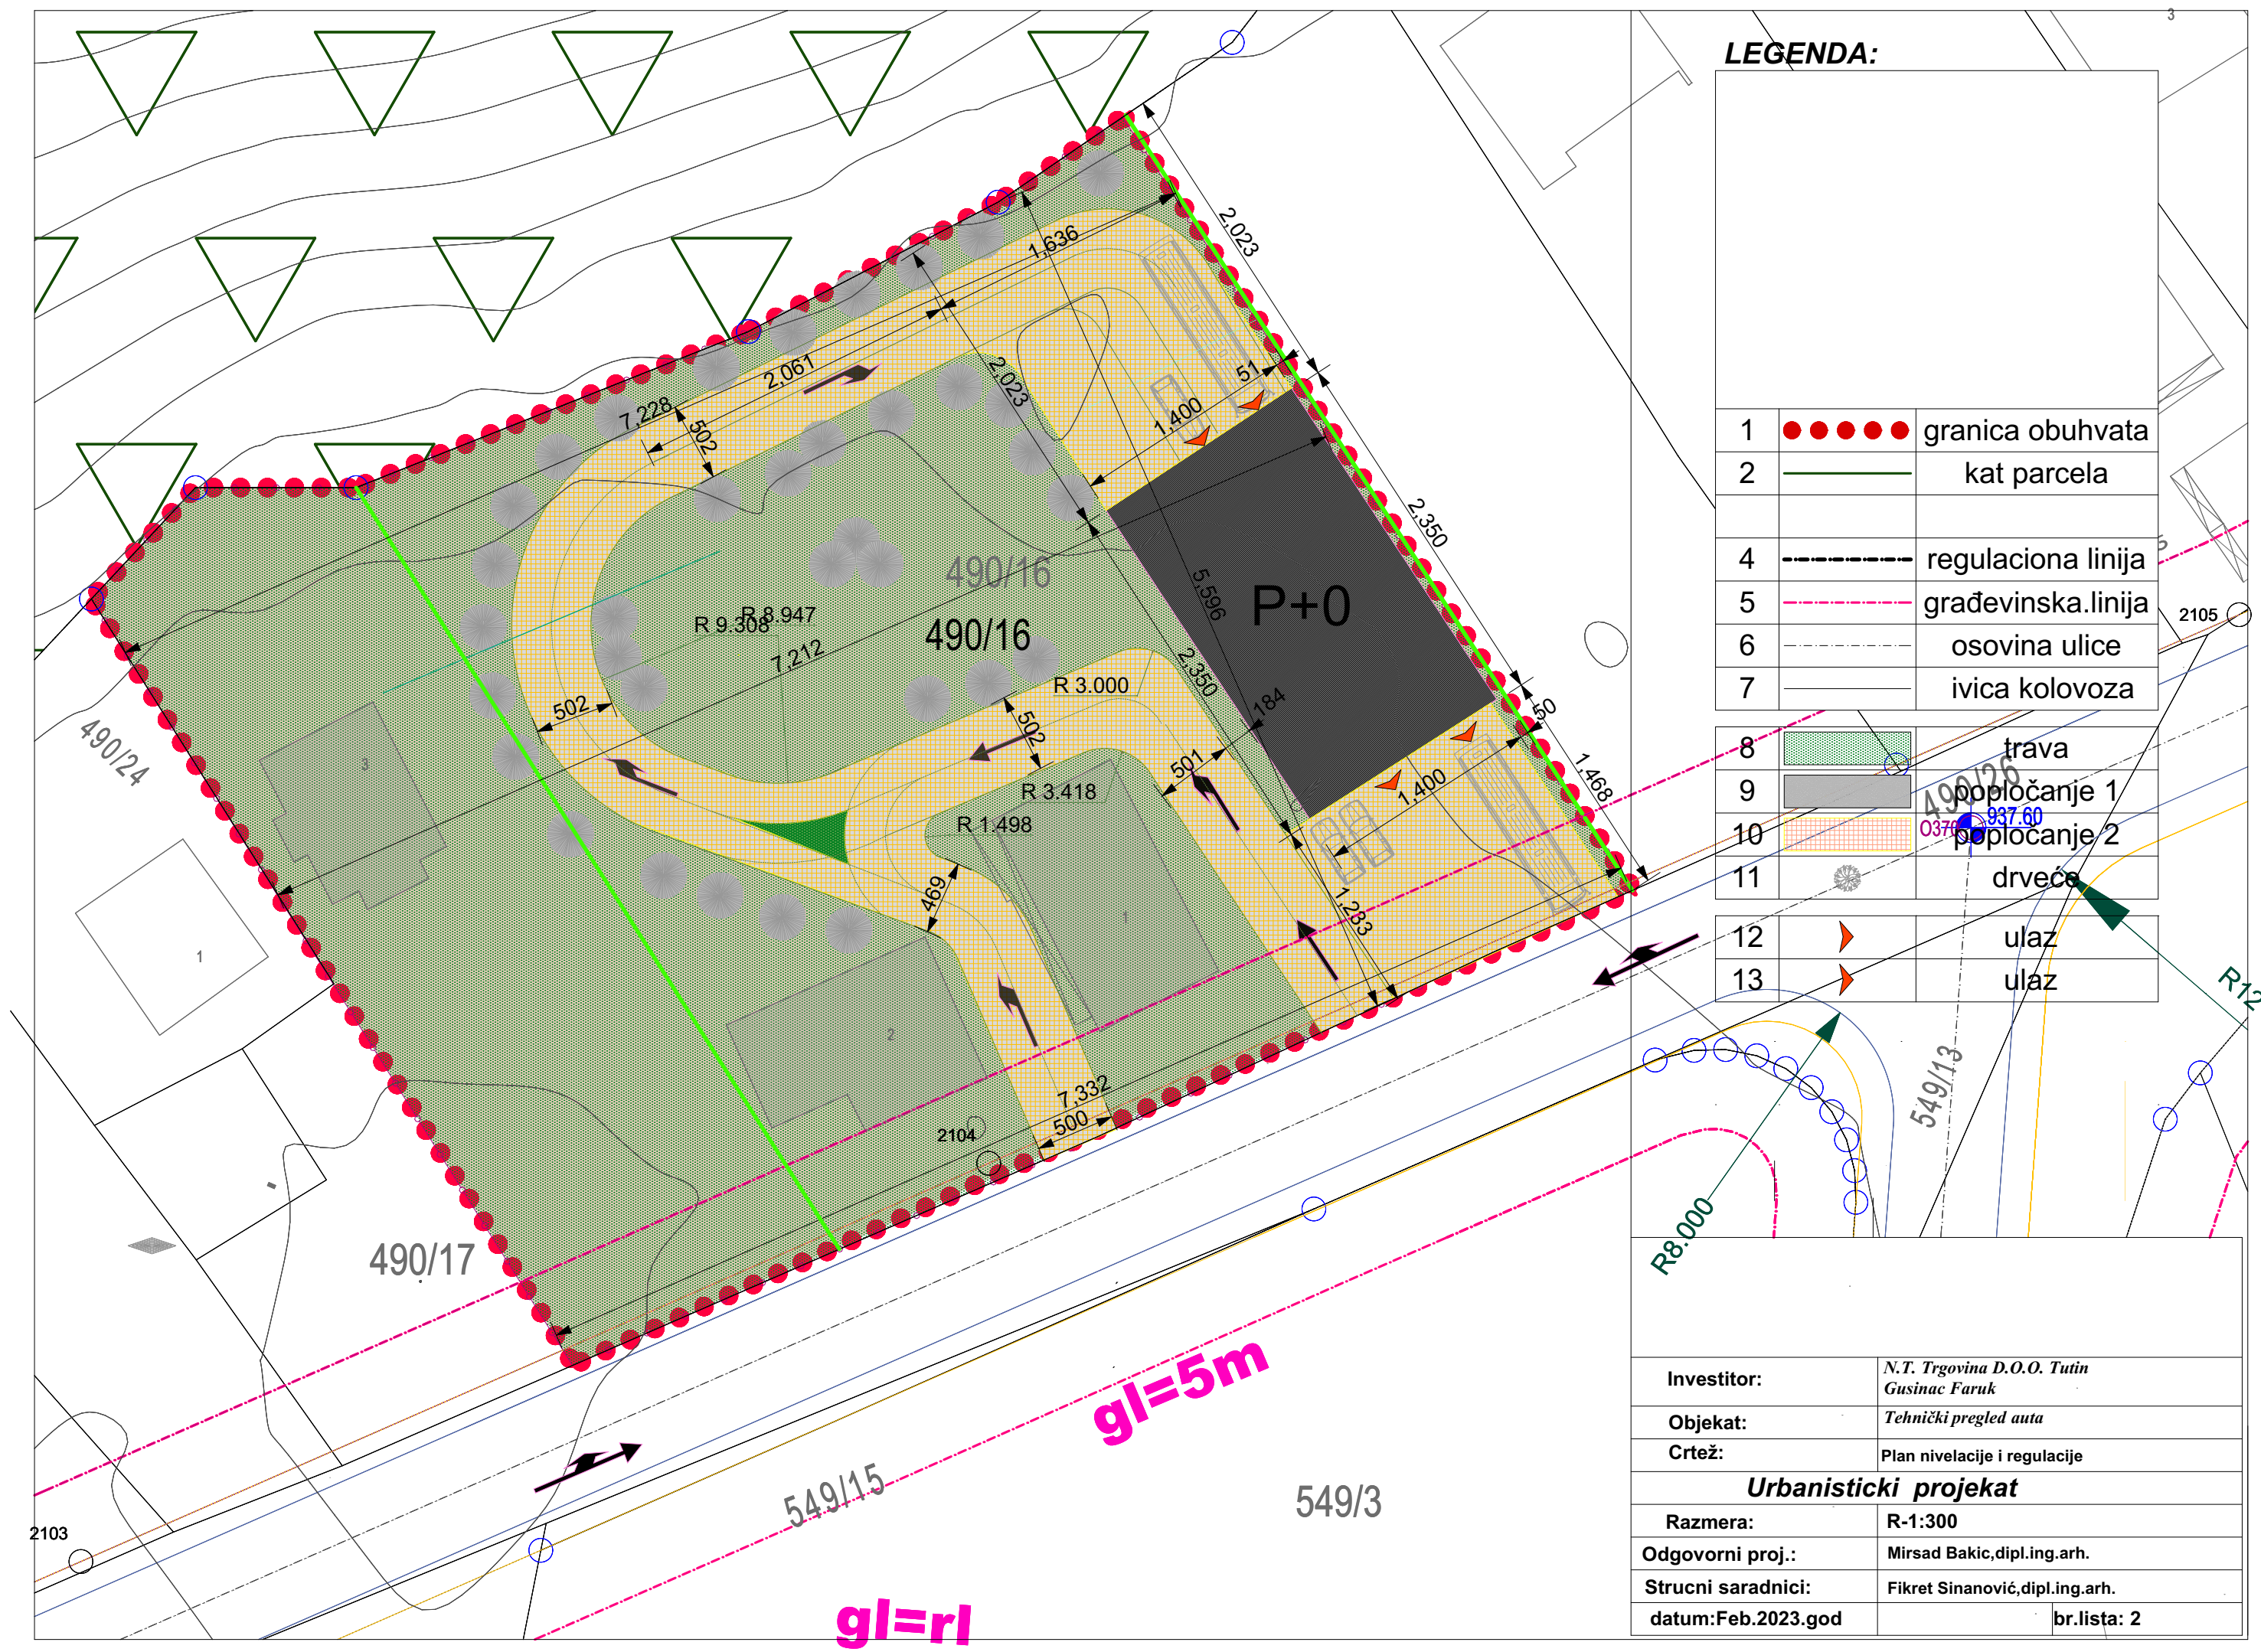 LEGENDA:
1 granica obuhvata
2 kat parcela
4 regulaciona linija
5 građevinska.linija
6 osovina ulice
7 ivica kolovoza
8 trava
9 popločanje 1
10 popločanje 2
11 drveće
12 ulaz
13 ulaz
3
2,023
1,636
2,061
7,228
502
2,023
51
1,400
2,350
490/16
490/16
P+0
5,596
R 9.308
R 8.947
7,212
2,350
R 3.000
184
50
502
502
501
1,400
1,468
R 3.418
R 1.498
469
1,233
7,332
500
490/24
3
1
1
2
2104
2105
2103
490/26
937.60
490/17
549/13
R12
R8.000
gl=5m
549/15
549/3
gl=rl
Investitor: N.T. Trgovina D.O.O. Tutin
Gusinac Faruk
Objekat: Tehnički pregled auta
Crtež: Plan nivelacije i regulacije
Urbanisticki projekat
Razmera: R-1:300
Odgovorni proj.: Mirsad Bakic,dipl.ing.arh.
Strucni saradnici: Fikret Sinanović,dipl.ing.arh.
datum:Feb.2023.god br.lista: 2